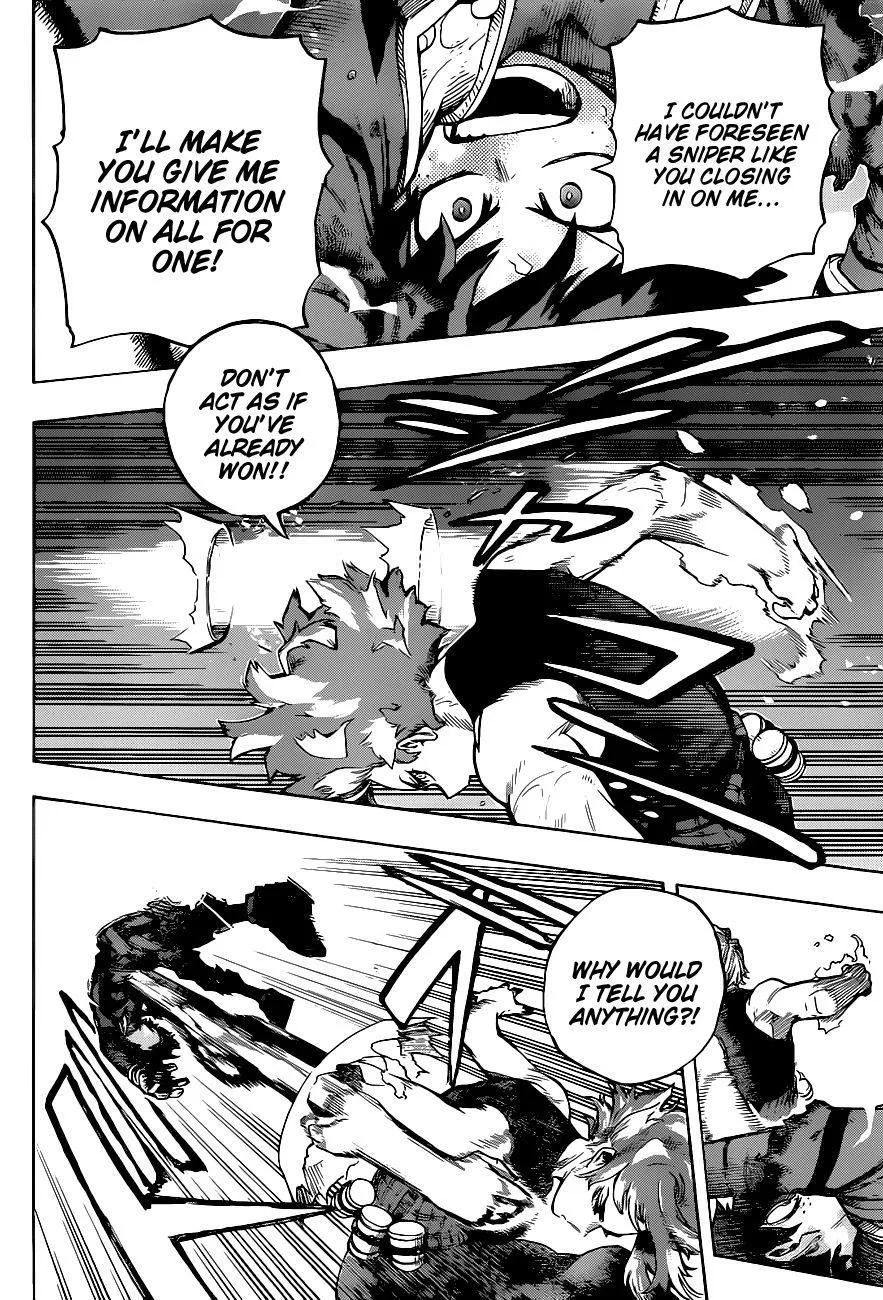 I COULDN'T
HAVE FORESEEN
A SNIPER LIKE
YOU CLOSING
IN ON ME...
I'LL MAKE
YOU GIVE ME
INFORMATION
ON ALL FOR
ONE!
DON'T
ACT AS IF
YOU'VE
ALREADY
WON!!
WHY WOULD
I TELL YOU
ANYTHING?!